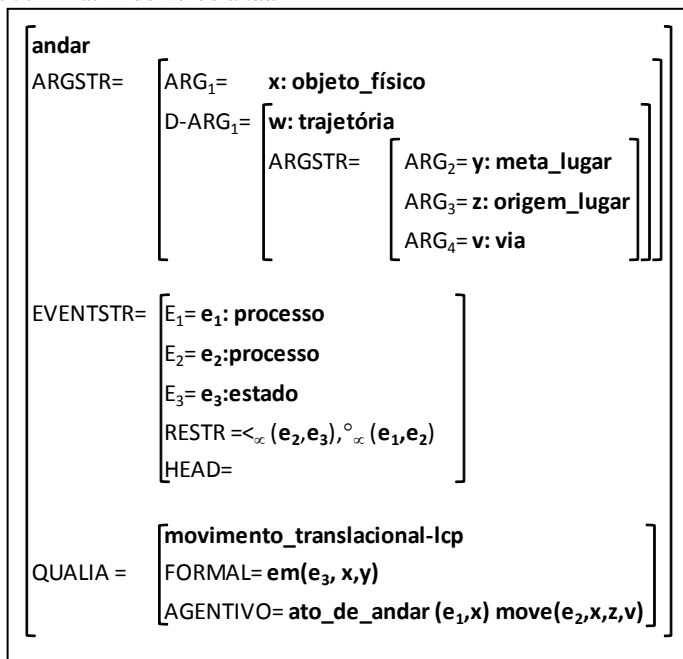 andar
ARGSTR= ARG₁= x: objeto_físico
D-ARG₁= w: trajetória
ARGSTR= ARG₂= y: meta_lugar
ARG₃= z: origem_lugar
ARG₄= v: via
EVENTSTR= E₁= e₁: processo
E₂= e₂:processo
E₃= e₃:estado
RESTR =<∝ (e₂,e₃),°∝ (e₁,e₂)
HEAD=
movimento_translacional-lcp
QUALIA = FORMAL= em(e₃, x,y)
AGENTIVO= ato_de_andar (e₁,x) move(e₂,x,z,v)